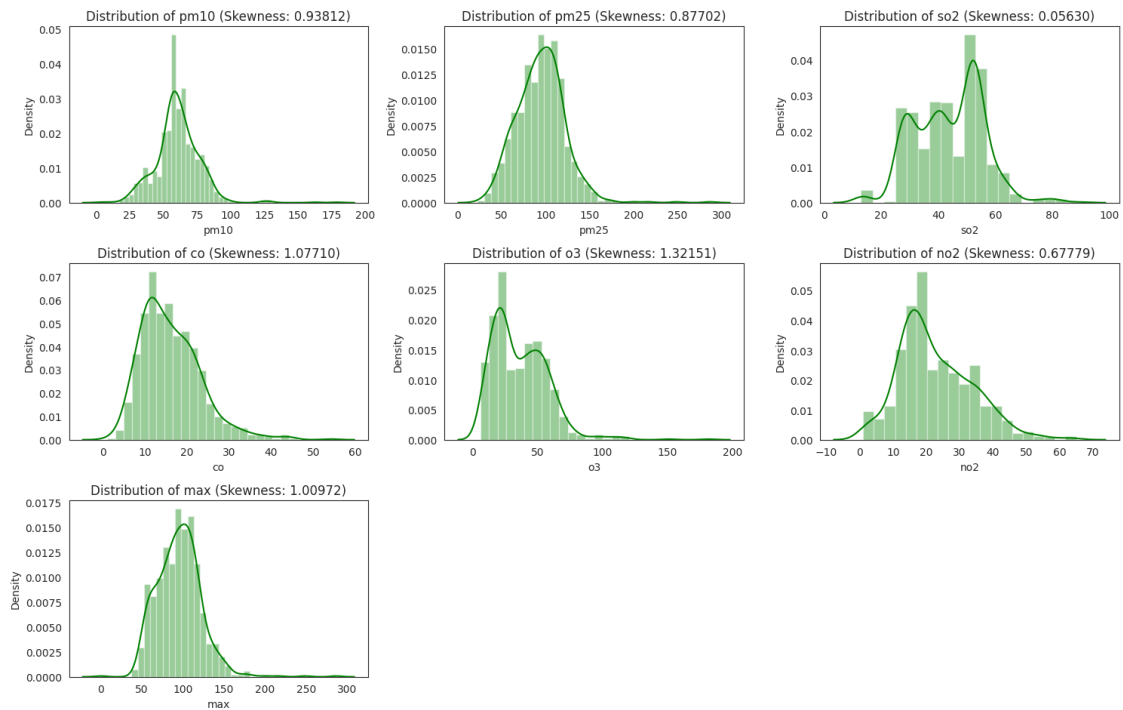 Distribution of pm10 (Skewness: 0.93812)
0.05
0.04
0.03
0.02
0.01
0.00
Density
0 25 50 75 100 125 150 175 200
pm10
Distribution of pm25 (Skewness: 0.87702)
0.0150
0.0125
0.0100
0.0075
0.0050
0.0025
0.0000
Density
0 50 100 150 200 250 300
pm25
Distribution of so2 (Skewness: 0.05630)
0.04
0.03
0.02
0.01
0.00
Density
0 20 40 60 80 100
so2
Distribution of co (Skewness: 1.07710)
0.07
0.06
0.05
0.04
0.03
0.02
0.01
0.00
Density
0 10 20 30 40 50 60
co
Distribution of o3 (Skewness: 1.32151)
0.025
0.020
0.015
0.010
0.005
0.000
Density
0 50 100 150 200
o3
Distribution of no2 (Skewness: 0.67779)
0.05
0.04
0.03
0.02
0.01
0.00
Density
−10 0 10 20 30 40 50 60 70
no2
Distribution of max (Skewness: 1.00972)
0.0175
0.0150
0.0125
0.0100
0.0075
0.0050
0.0025
0.0000
Density
0 50 100 150 200 250 300
max